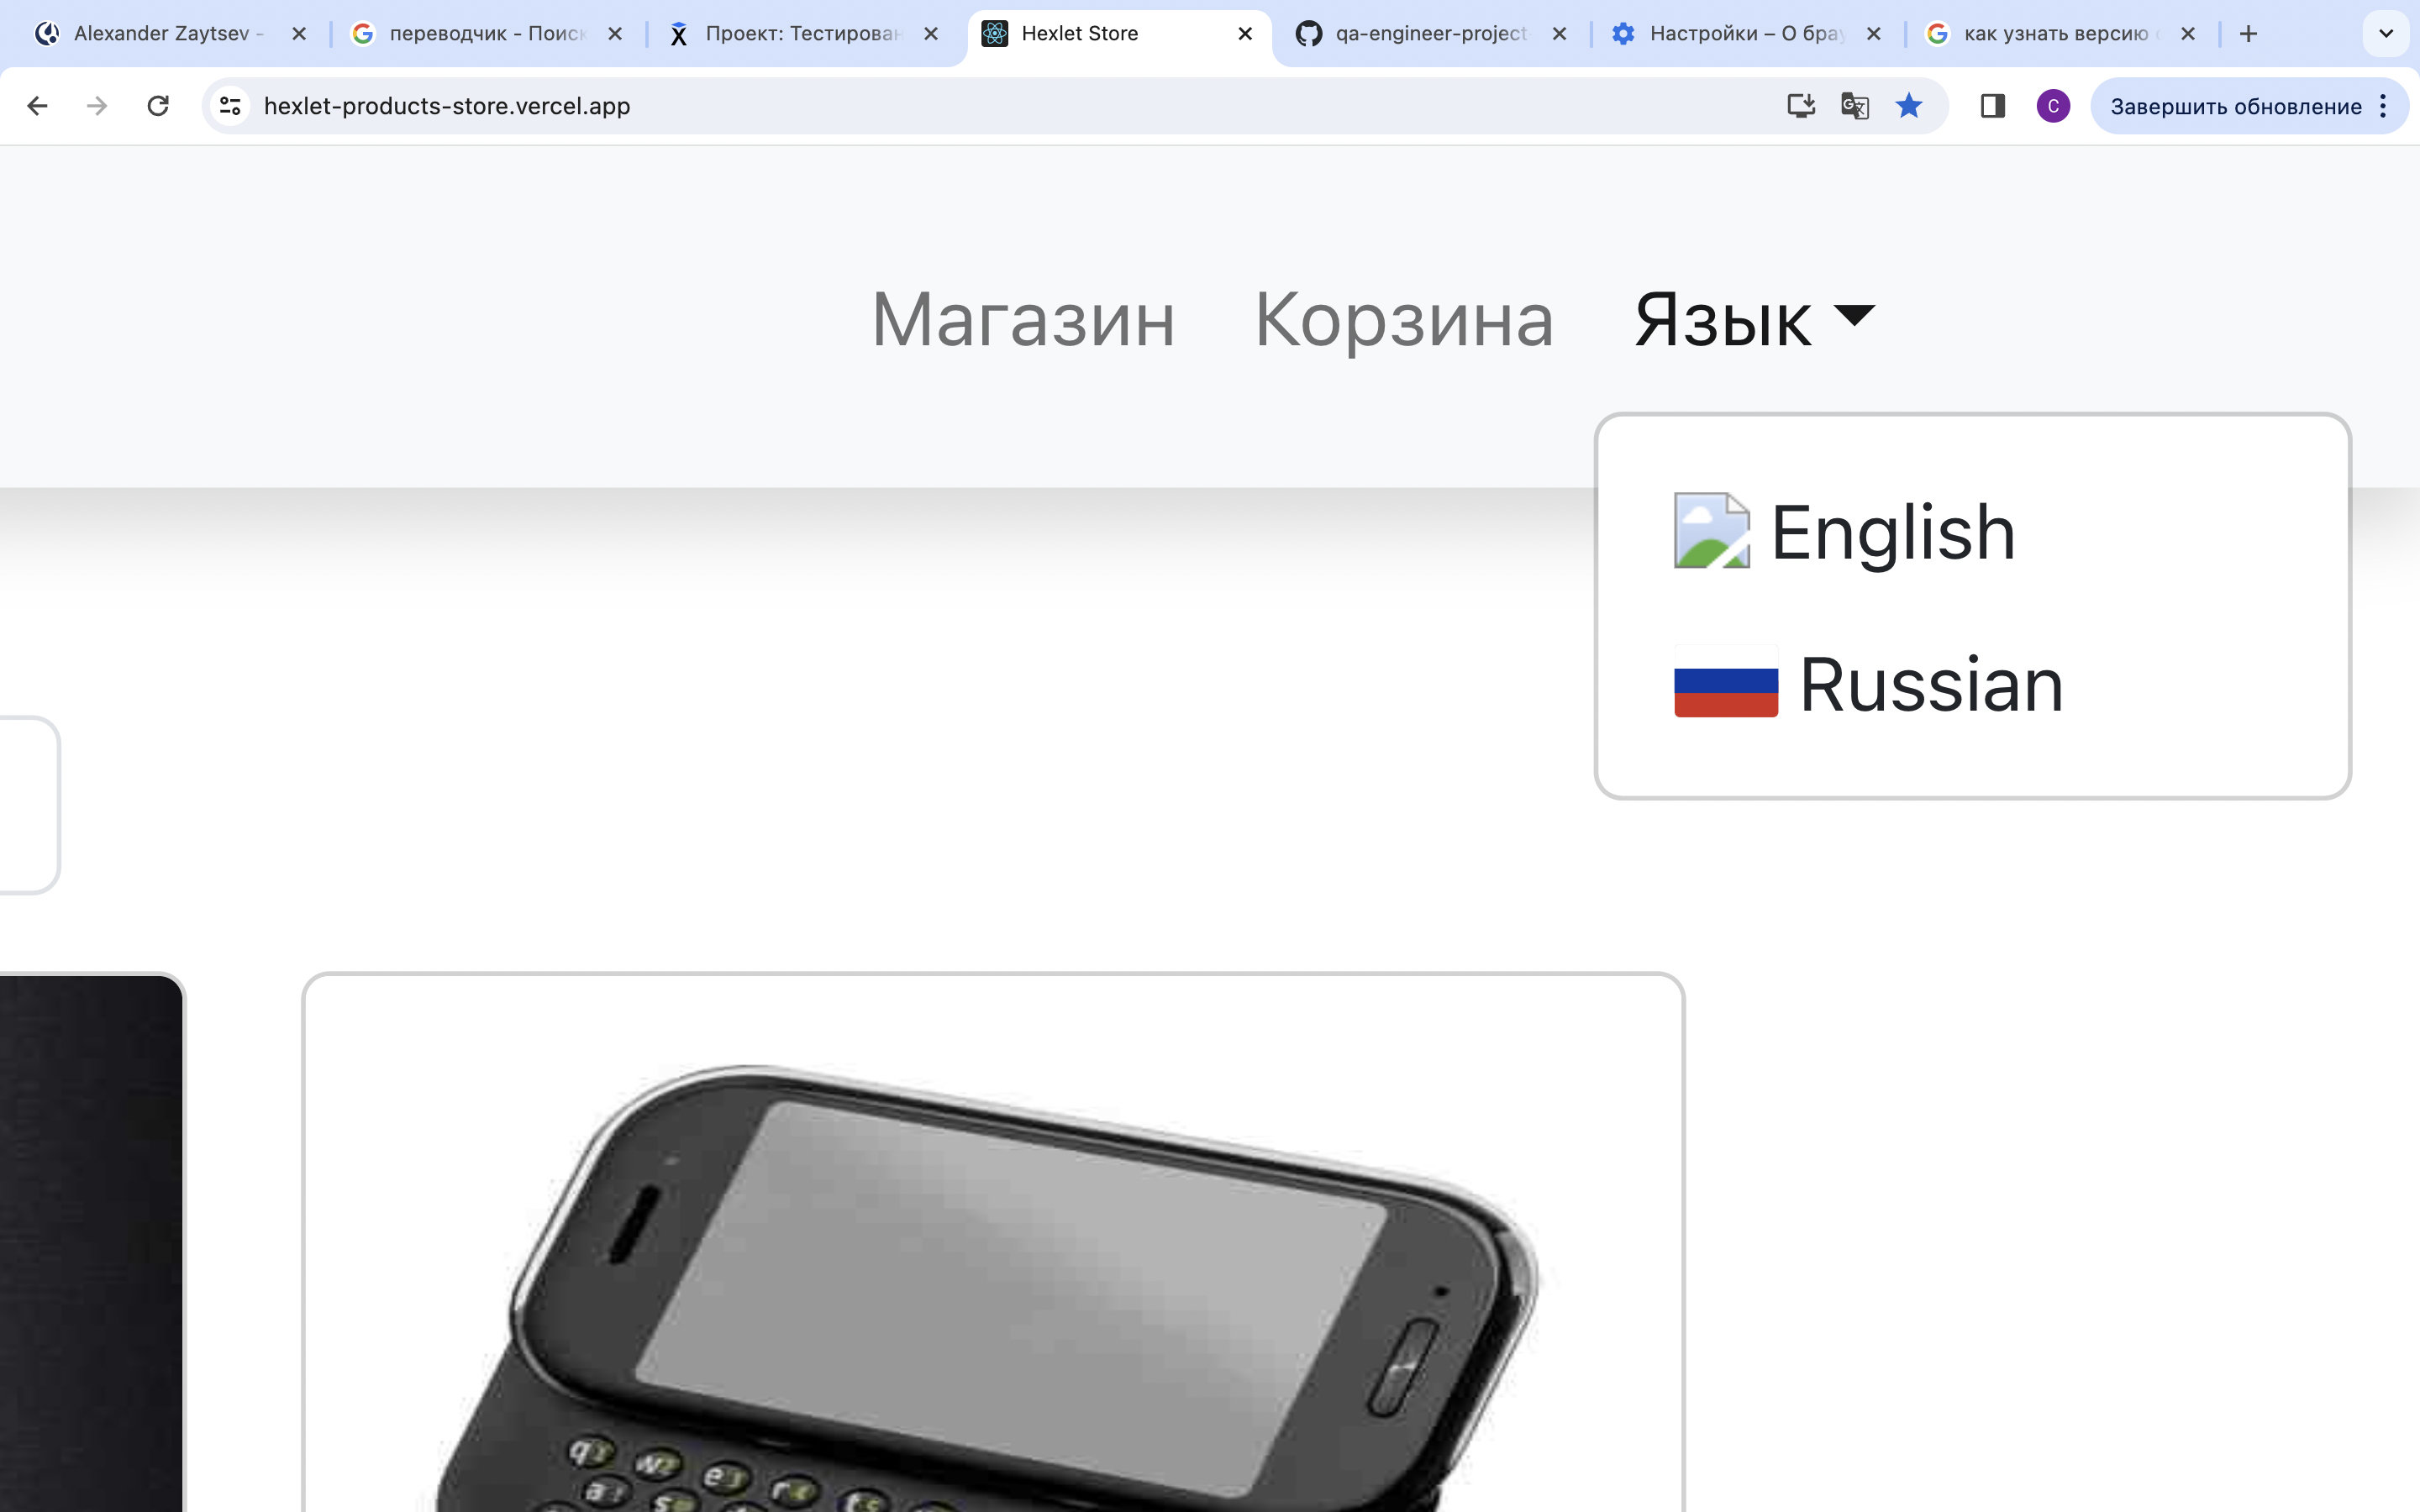 Alexander Zaytsev -
переводчик - Поиск
Проект: Тестирован
Hexlet Store
qa-engineer-project-
Настройки – О брау
как узнать версию
hexlet-products-store.vercel.app
C
Завершить обновление
Магазин
Корзина
Язык
English
Russian
q
w
e
r
t
a
s